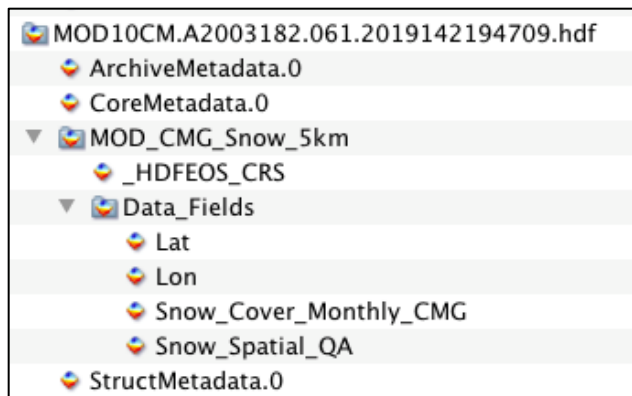 MOD10CM.A2003182.061.2019142194709.hdf
ArchiveMetadata.0
CoreMetadata.0
MOD_CMG_Snow_5km
_HDFEOS_CRS
Data_Fields
Lat
Lon
Snow_Cover_Monthly_CMG
Snow_Spatial_QA
StructMetadata.0